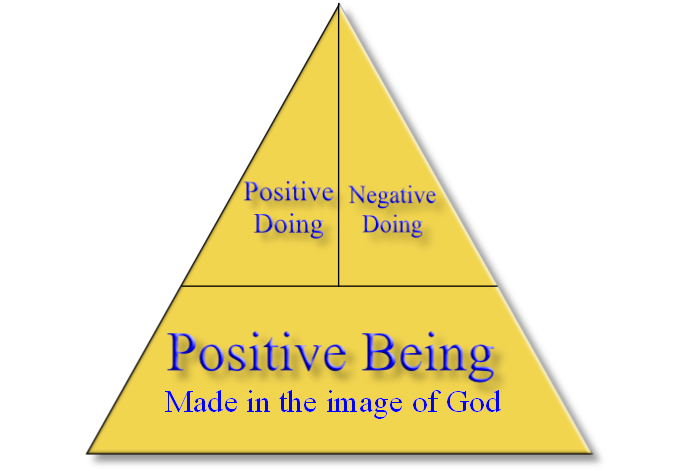 Positive
Doing
Negative
Doing
Positive Being
Made in the image of God